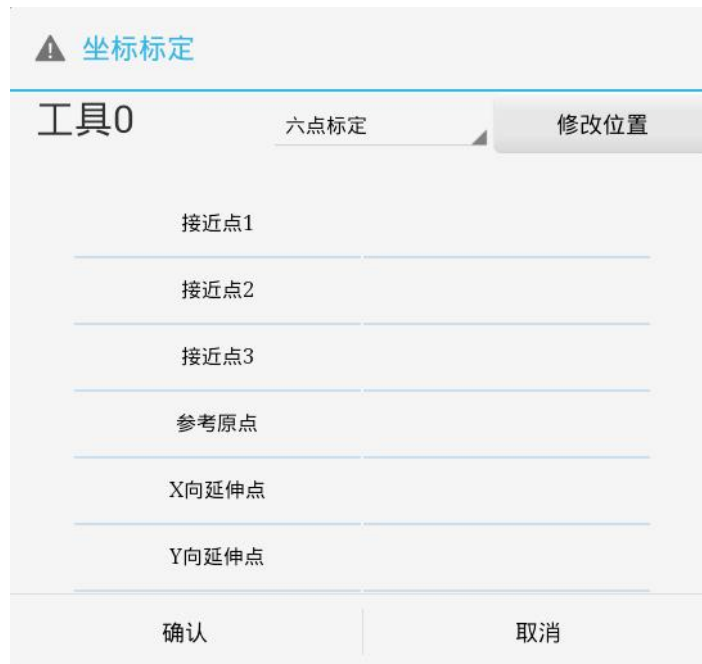 坐标标定
工具0 六点标定 修改位置
接近点1
接近点2
接近点3
参考原点
X向延伸点
Y向延伸点
确认 取消